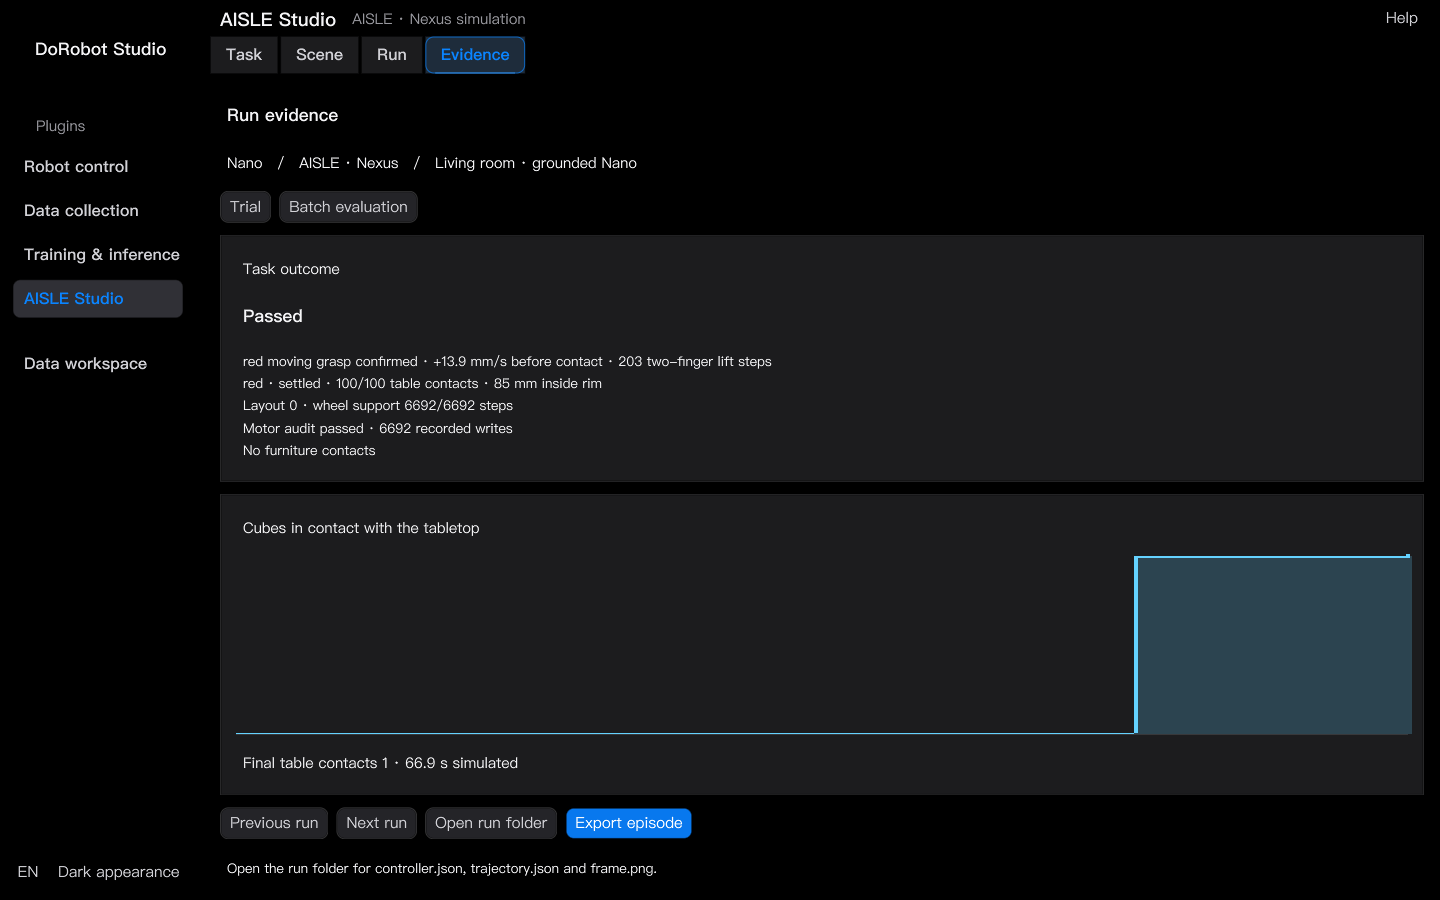 AISLE Studio AISLE · Nexus simulation
Help
DoRobot Studio
Task Scene Run Evidence
Run evidence
Plugins
Nano / AISLE · Nexus / Living room · grounded Nano
Robot control
Data collection
Training & inference
AISLE Studio
Data workspace
Trial Batch evaluation
Task outcome
Passed
red moving grasp confirmed · +13.9 mm/s before contact · 203 two-finger lift steps
red · settled · 100/100 table contacts · 85 mm inside rim
Layout 0 · wheel support 6692/6692 steps
Motor audit passed · 6692 recorded writes
No furniture contacts
Cubes in contact with the tabletop
Final table contacts 1 · 66.9 s simulated
Previous run Next run Open run folder Export episode
Open the run folder for controller.json, trajectory.json and frame.png.
EN Dark appearance